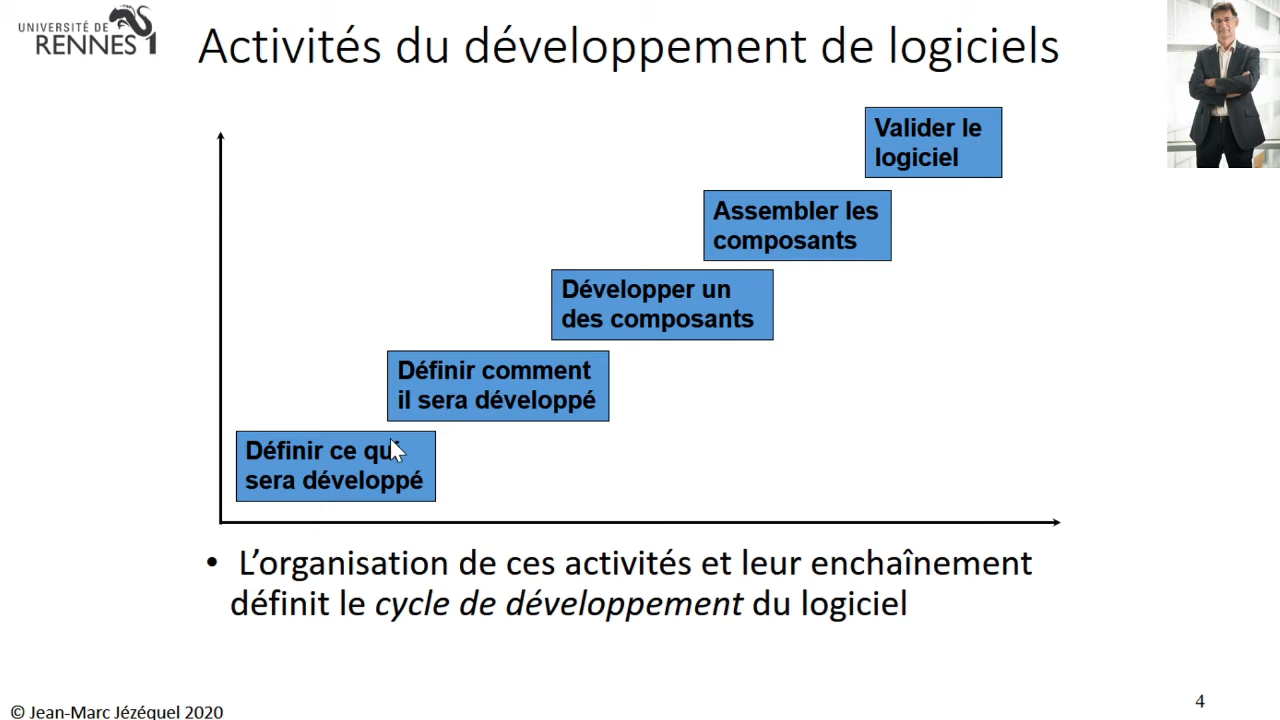 UNIVERSITÉ DE
RENNES 1
Activités du développement de logiciels
Valider le
logiciel
Assembler les
composants
Développer un
des composants
Définir comment
il sera développé
Définir ce qui
sera développé
• L’organisation de ces activités et leur enchaînement
définit le cycle de développement du logiciel
© Jean-Marc Jézéquel 2020
4